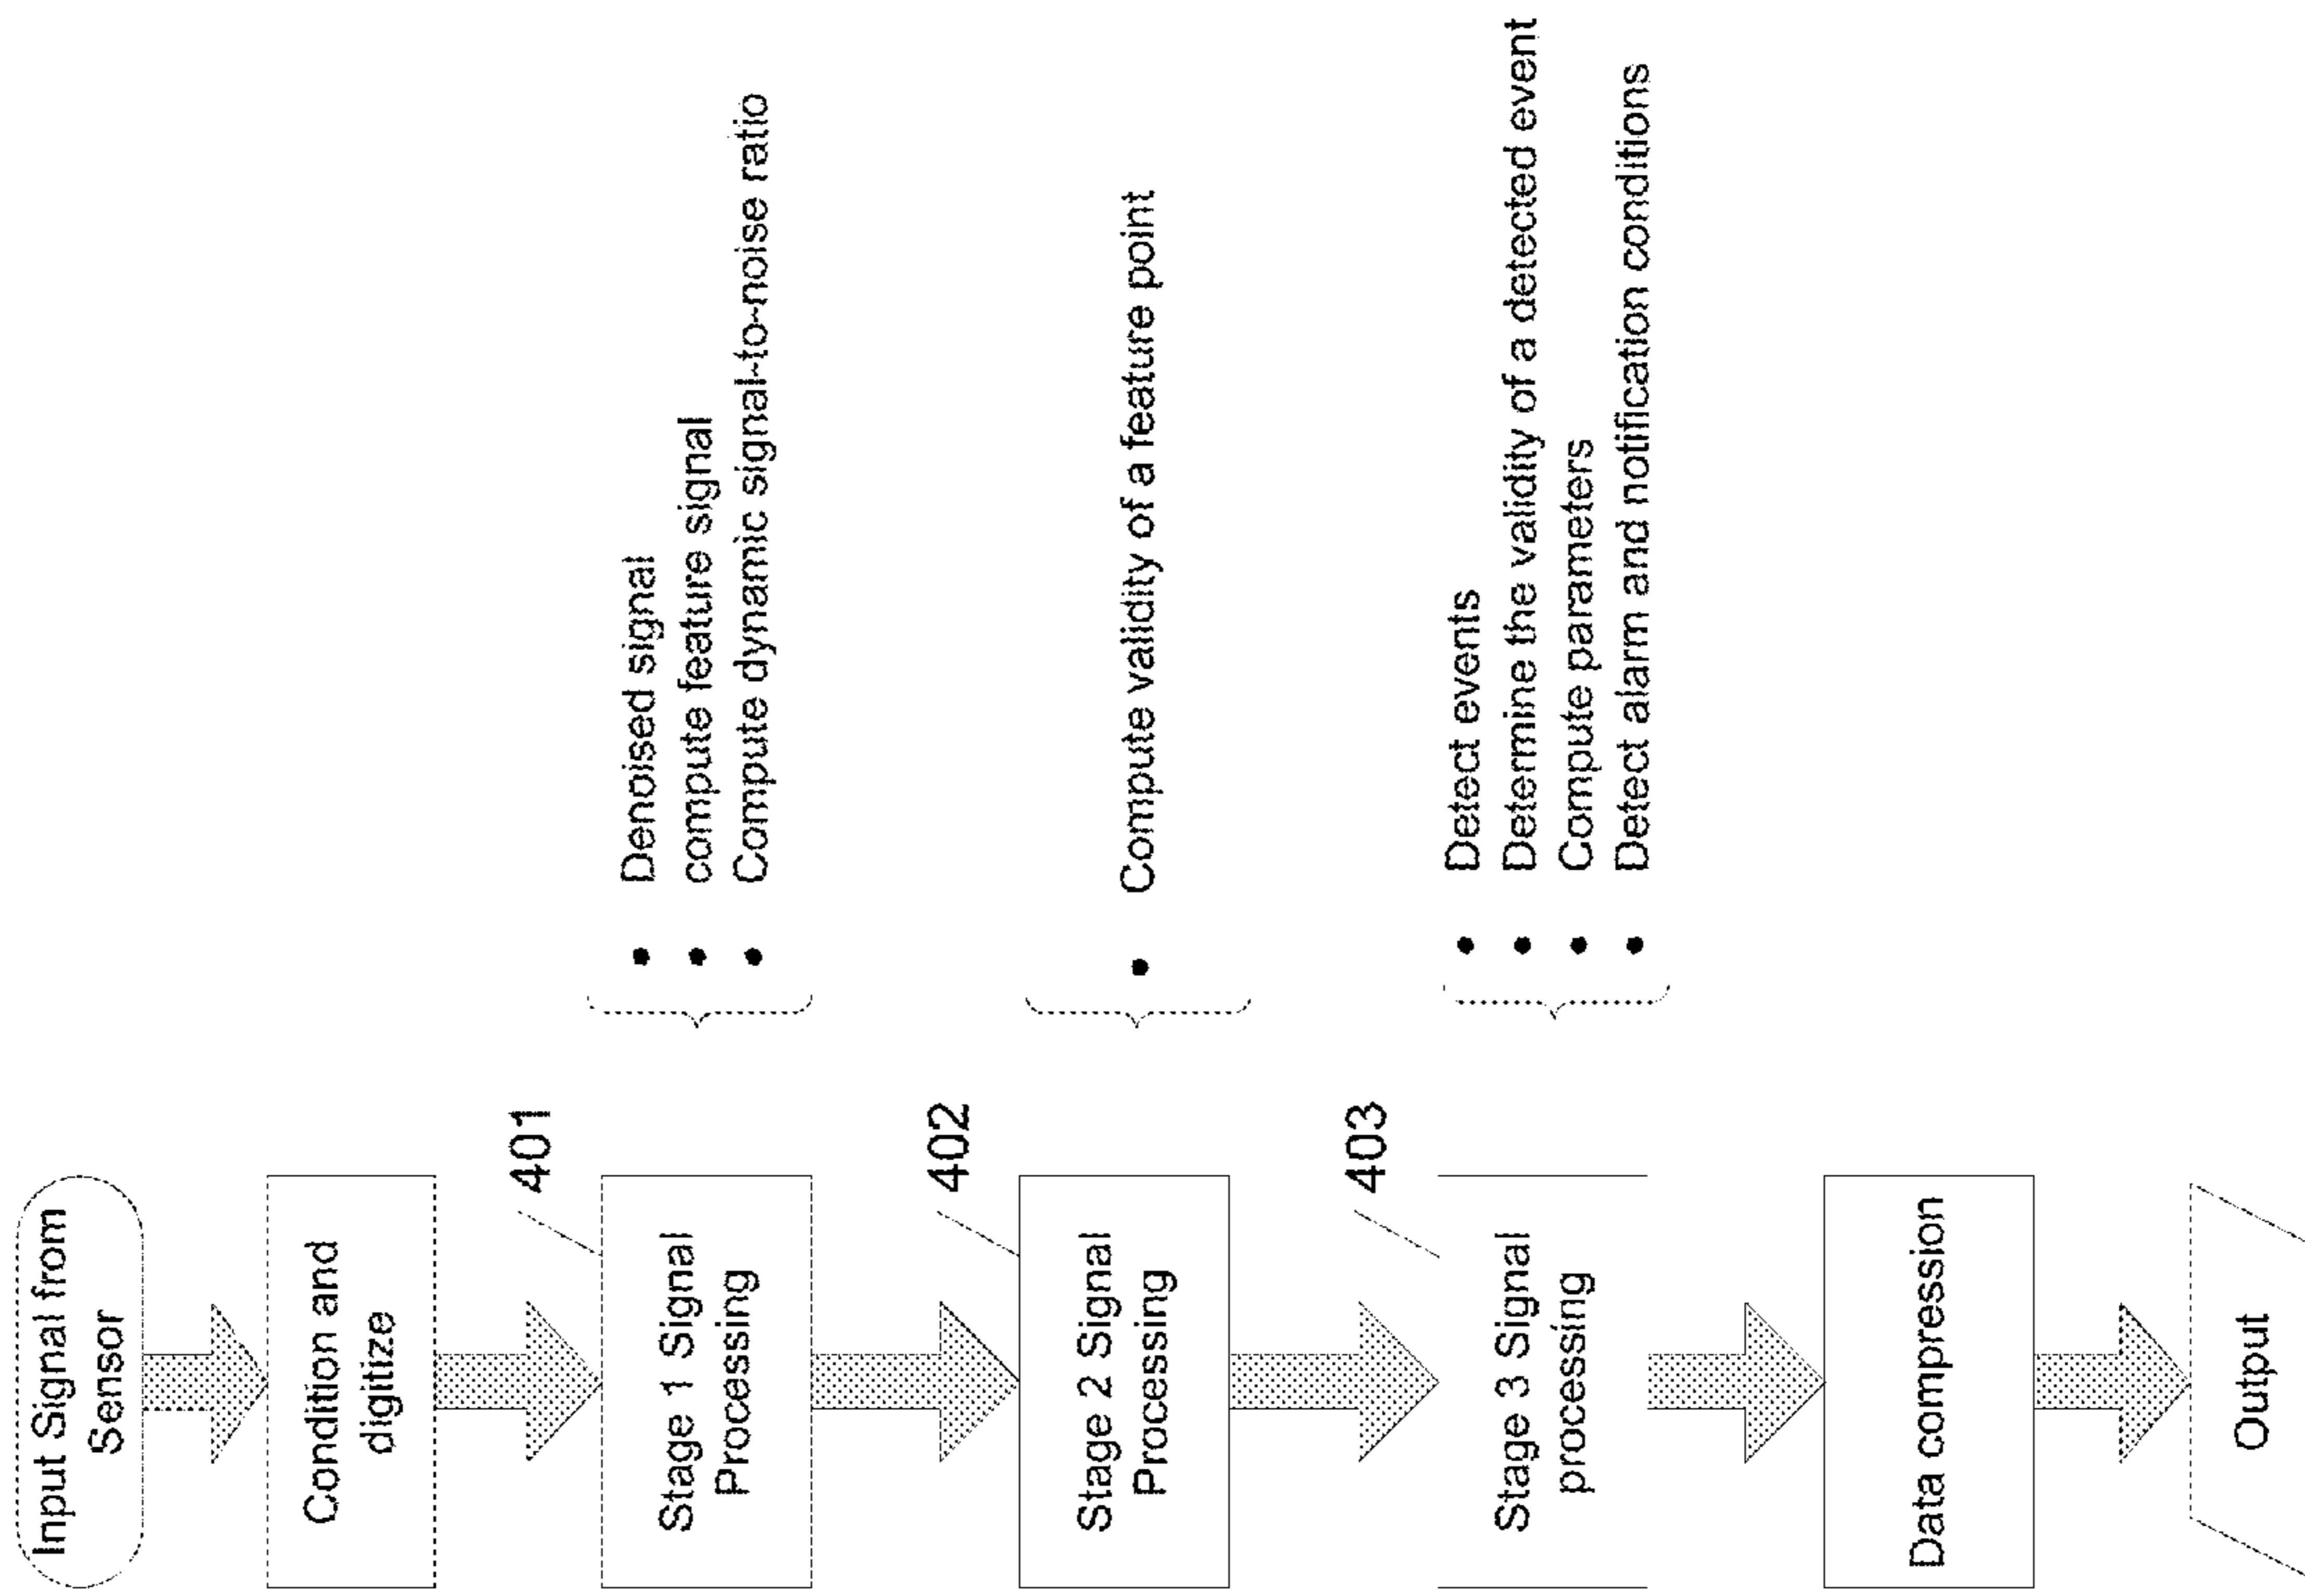 Input Signal from
Sensor
Condition and
digitize
401
Stage 1 Signal
Processing
• Denoised signal
• compute feature signal
• Compute dynamic signal-to-noise ratio
402
Stage 2 Signal
Processing
• Compute validity of a feature point
403
Stage 3 Signal
processing
• Detect events
• Determine the validity of a detected event
• Compute parameters
• Detect alarm and notification conditions
Data compression
Output